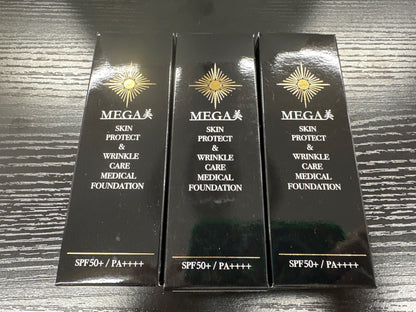 MEGA美
SKIN
PROTECT
&
WRINKLE
CARE
MEDICAL
FOUNDATION
SPF50+ / PA++++
MEGA美
SKIN
PROTECT
&
WRINKLE
CARE
MEDICAL
FOUNDATION
SPF50+ / PA++++
MEGA美
SKIN
PROTECT
&
WRINKLE
CARE
MEDICAL
FOUNDATION
SPF50+ / PA++++